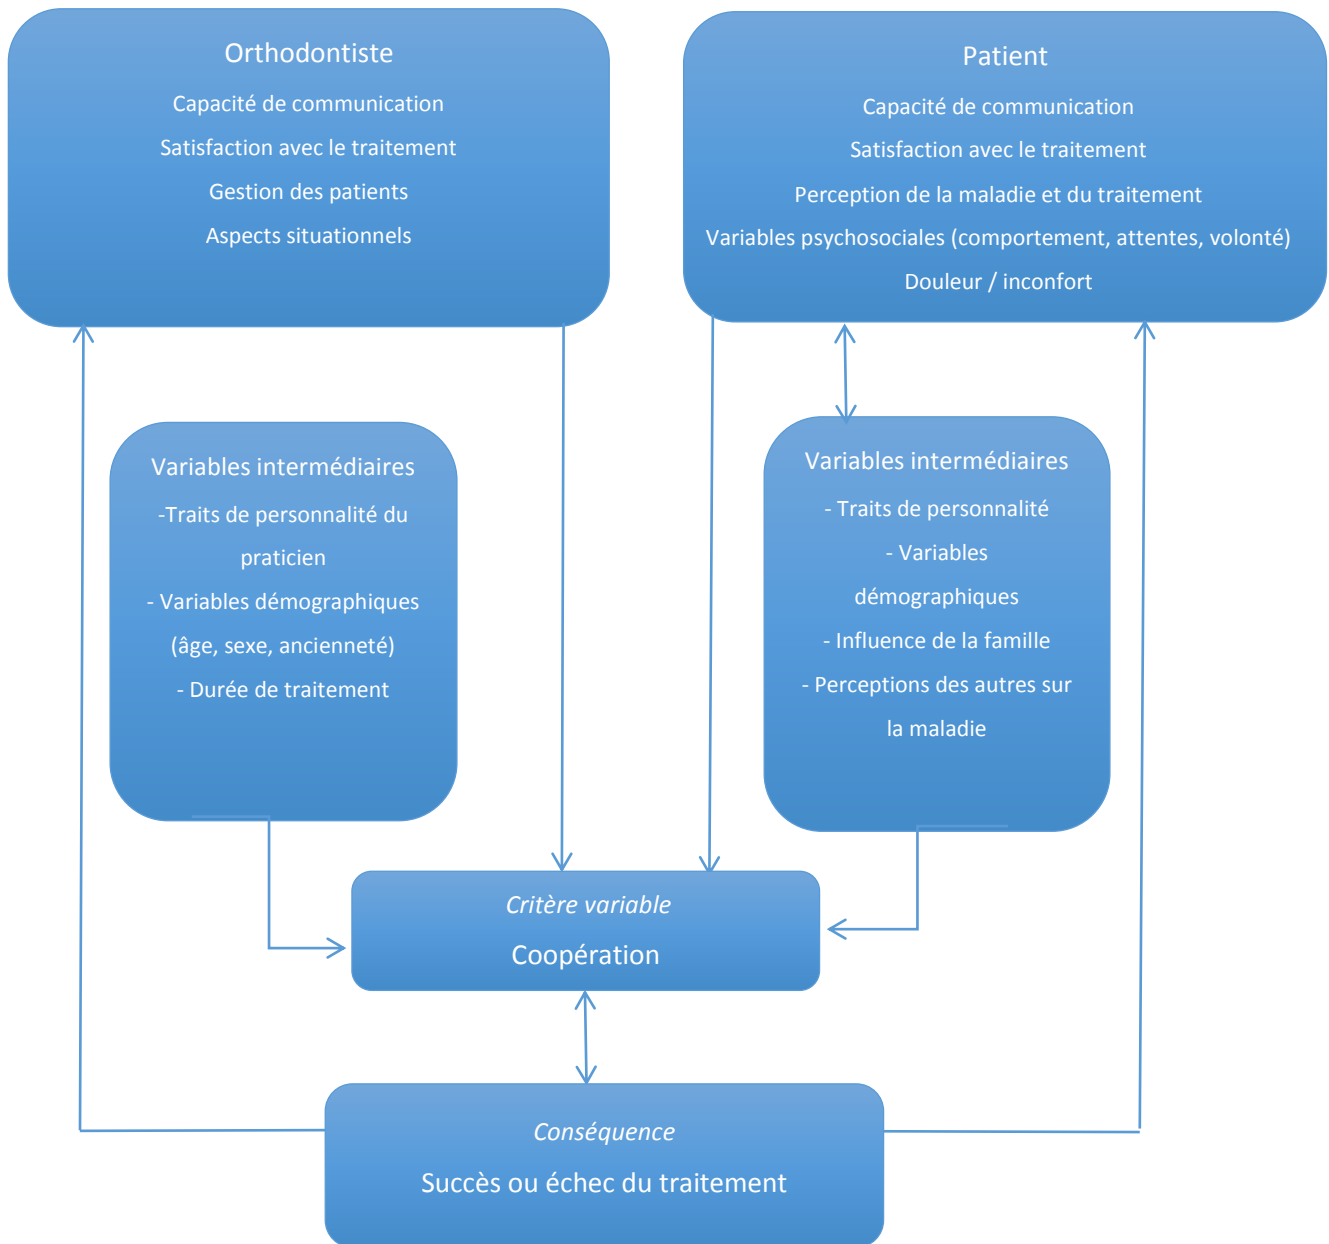 Orthodontiste
Capacité de communication
Satisfaction avec le traitement
Gestion des patients
Aspects situationnels
Patient
Capacité de communication
Satisfaction avec le traitement
Perception de la maladie et du traitement
Variables psychosociales (comportement, attentes, volonté)
Douleur / inconfort
Variables intermédiaires
-Traits de personnalité du
praticien
- Variables démographiques
(âge, sexe, ancienneté)
- Durée de traitement
Variables intermédiaires
- Traits de personnalité
- Variables
démographiques
- Influence de la famille
- Perceptions des autres sur
la maladie
Critère variable
Coopération
Conséquence
Succès ou échec du traitement